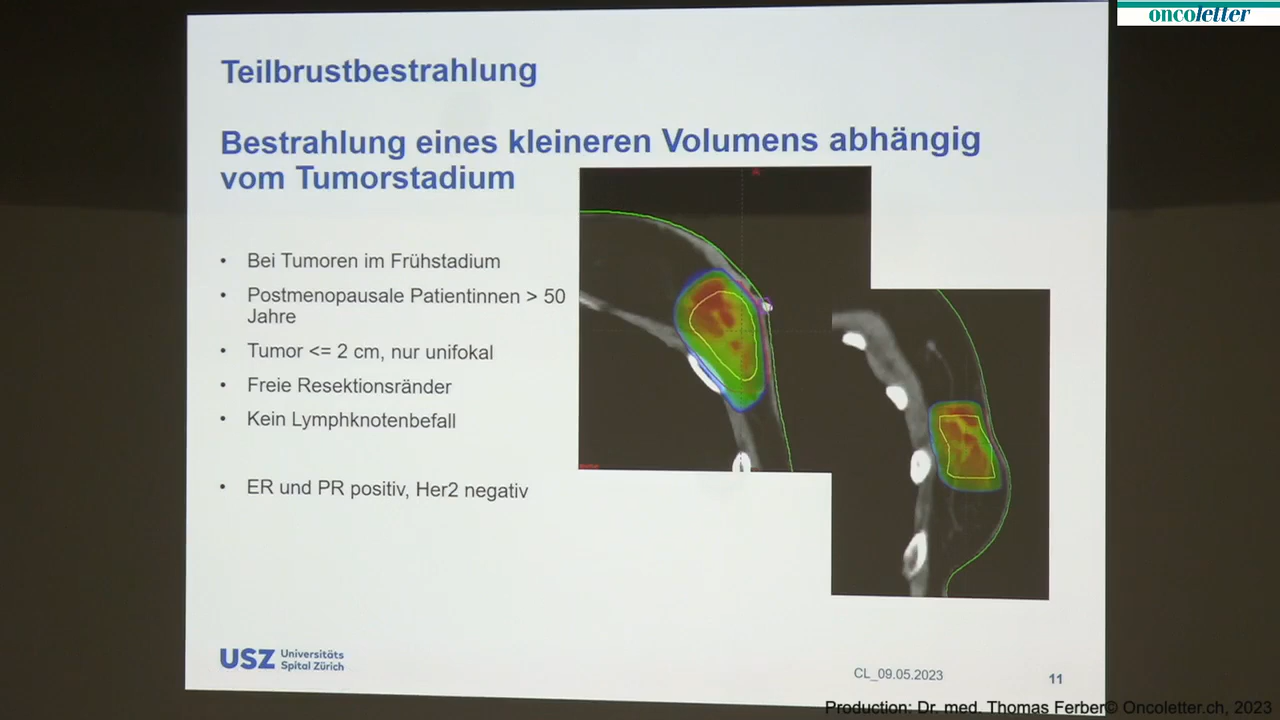 oncoletter
Teilbrustbestrahlung
Bestrahlung eines kleineren Volumens abhängig
vom Tumorstadium
• Bei Tumoren im Frühstadium
• Postmenopausale Patientinnen > 50
Jahre
• Tumor <= 2 cm, nur unifokal
• Freie Resektionsränder
• Kein Lymphknotenbefall
• ER und PR positiv, Her2 negativ
USZ Universitäts
Spital Zürich
CL_09.05.2023
11
Production: Dr. med. Thomas Ferber© Oncoletter.ch, 2023